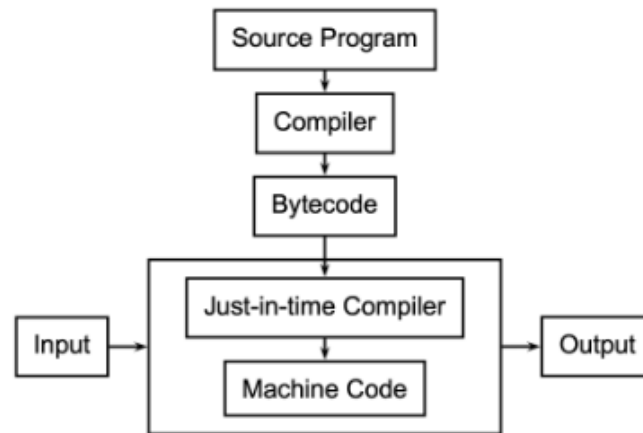 Source Program
Compiler
Bytecode
Just-in-time Compiler
Input
Output
Machine Code